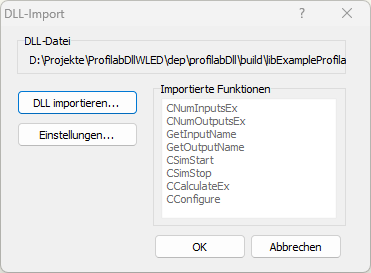 DLL-Import
?
DLL-Datei
D:\Projekte\ProfilabDllWLED\dep\profilabDll\build\libExampleProfila
DLL importieren...
Einstellungen...
Importierte Funktionen
CNumInputsEx
CNumOutputsEx
GetInputName
GetOutputName
CSimStart
CSimStop
CCalculateEx
CConfigure
OK
Abbrechen